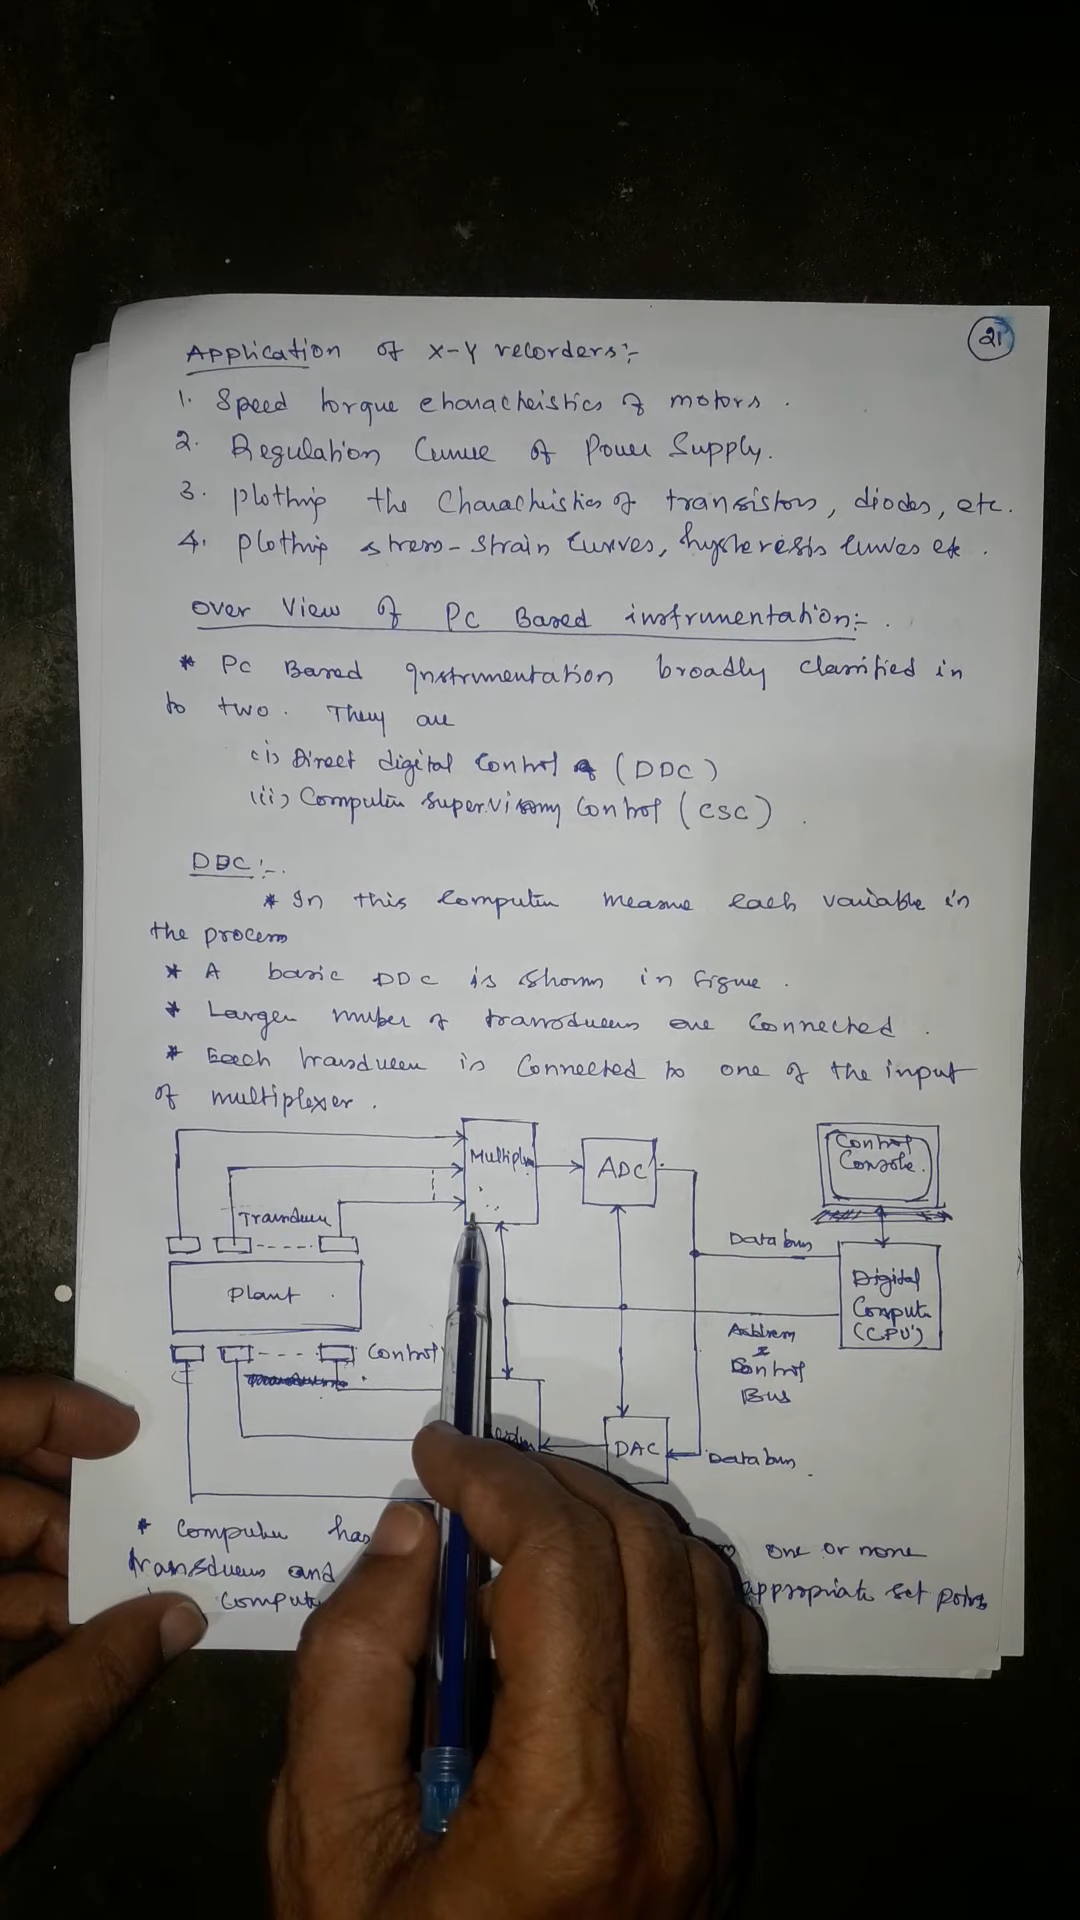 21
Application of X-Y recorders:-
1. Speed torque characteristics of motors.
2. Regulation Curve of Power Supply.
3. plotting the Characteristics of transistors, diodes, etc.
4. plotting stress-strain curves, hysteresis curves etc.
Over View of PC Based instrumentation:-.
* PC Based Instrumentation broadly classified in
to two. They are
(i) Direct digital Control (DDC)
(ii) Computer Supervisory Control (CSC).
DDC:-.
* In this Computer measure each variable in
the process
* A basic DDC is shown in figure.
* Larger number of transducers are Connected.
* Each transducer is Connected to one of the input
of multiplexer.
Control
Console.
ADC
Transducer
Data bus
Plant
Digital
Computer
(CPU)
Address
&
Control
Bus
Control
DAC
Data bus.
* Computer has one or none
transducers and appropriate set points